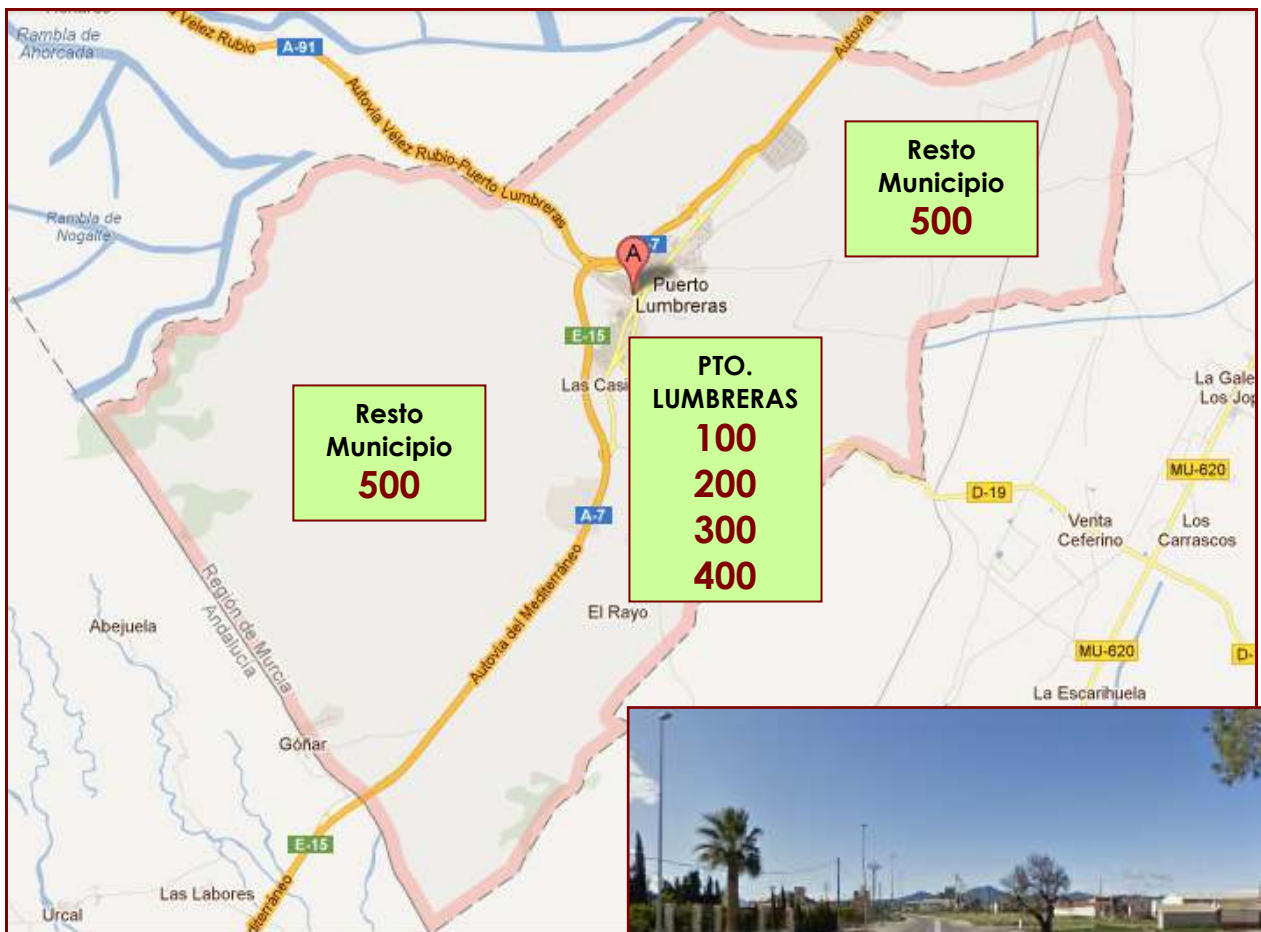 Rambla de
Ahorcada
Vélez Rubio
A-91
Autovía
Autovía Vélez Rubio-Puerto Lumbreras
Resto
Municipio
500
Rambla de
Nogalte
A
A-7
Puerto
Lumbreras
E-15
Las Casi
PTO.
LUMBRERAS
100
200
300
400
Resto
Municipio
500
La Gale
Los Jop
MU-620
D-19
A-7
Venta
Ceferino
Los
Carrascos
El Rayo
Autovía del Mediterráneo
Región de Murcia
Andalucía
Abejuela
MU-620
D-
La Escarihuela
Góñar
E-15
Las Labores
Urcal
diterráneo